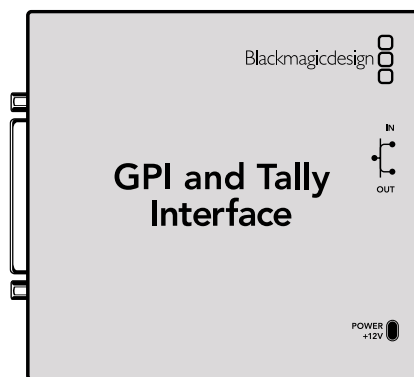 Blackmagicdesign
IN
OUT
GPI and Tally
Interface
POWER
+12V